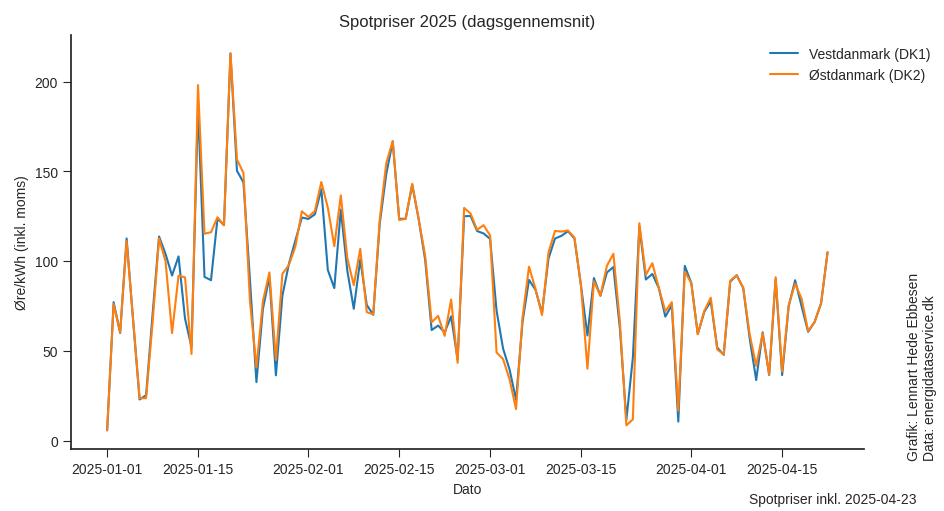 Spotpriser 2025 (dagsgennemsnit)
Vestdanmark (DK1)
Østdanmark (DK2)
Øre/kWh (inkl. moms)
200
150
100
50
0
2025-01-01
2025-01-15
2025-02-01
2025-02-15
2025-03-01
2025-03-15
2025-04-01
2025-04-15
Dato
Grafik: Lennart Hede Ebbesen
Data: energidataservice.dk
Spotpriser inkl. 2025-04-23